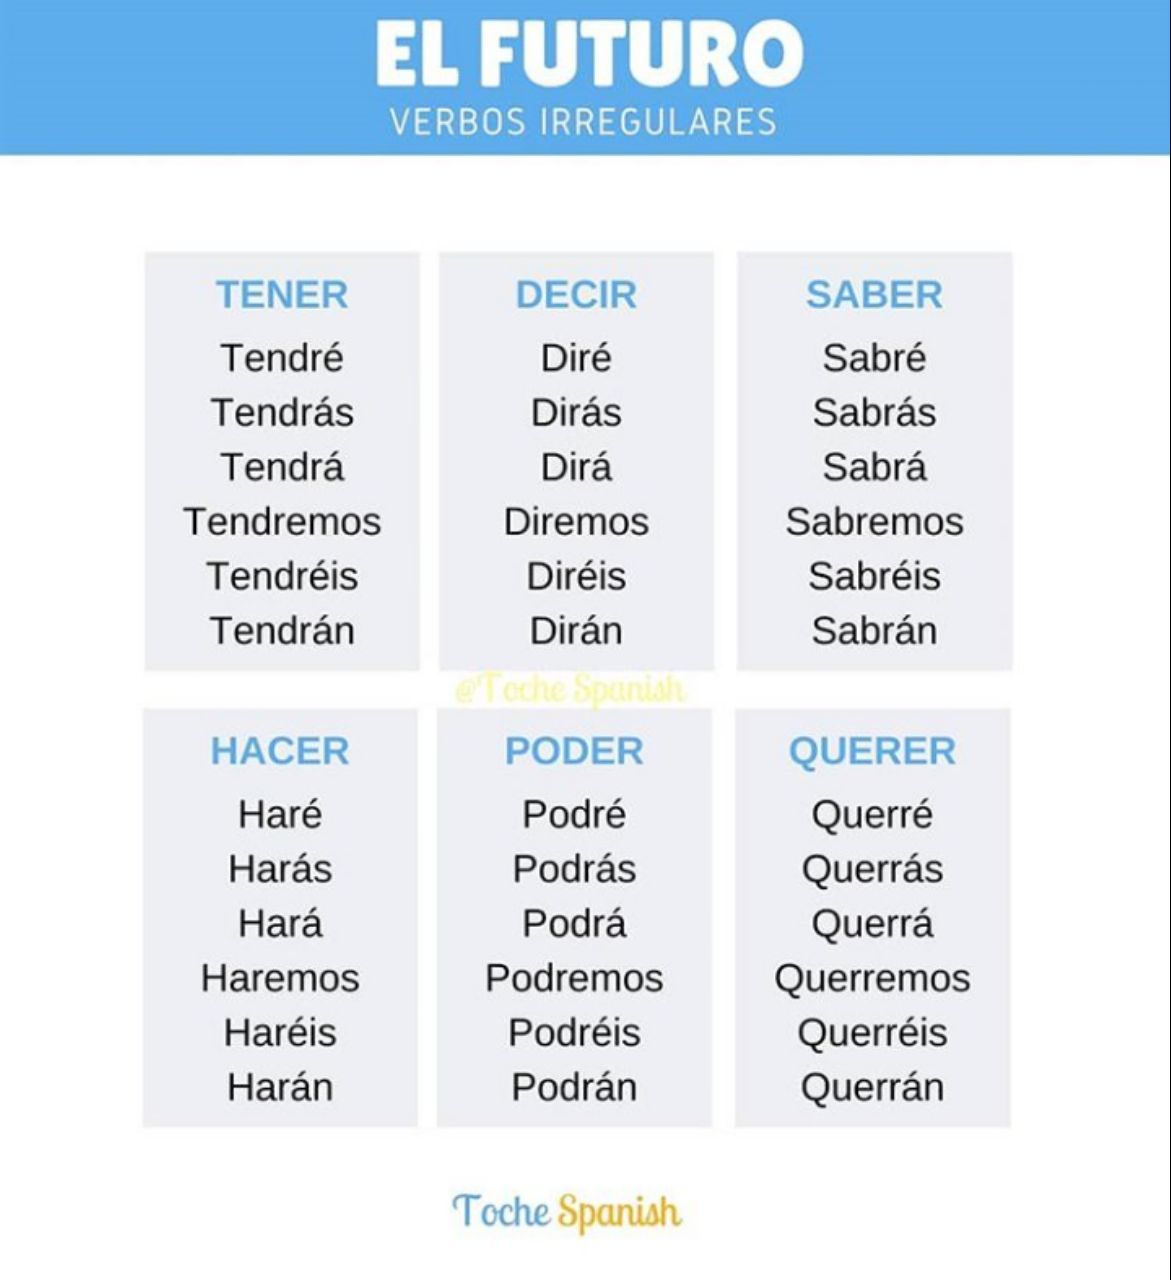 EL FUTURO
VERBOS IRREGULARES
TENER
Tendré
Tendrás
Tendrá
Tendremos
Tendréis
Tendrán
DECIR
Diré
Dirás
Dirá
Diremos
Diréis
Dirán
SABER
Sabré
Sabrás
Sabrá
Sabremos
Sabréis
Sabrán
@Toche Spanish
HACER
Haré
Harás
Hará
Haremos
Haréis
Harán
PODER
Podré
Podrás
Podrá
Podremos
Podréis
Podrán
QUERER
Querré
Querrás
Querrá
Querremos
Querréis
Querrán
Toche Spanish